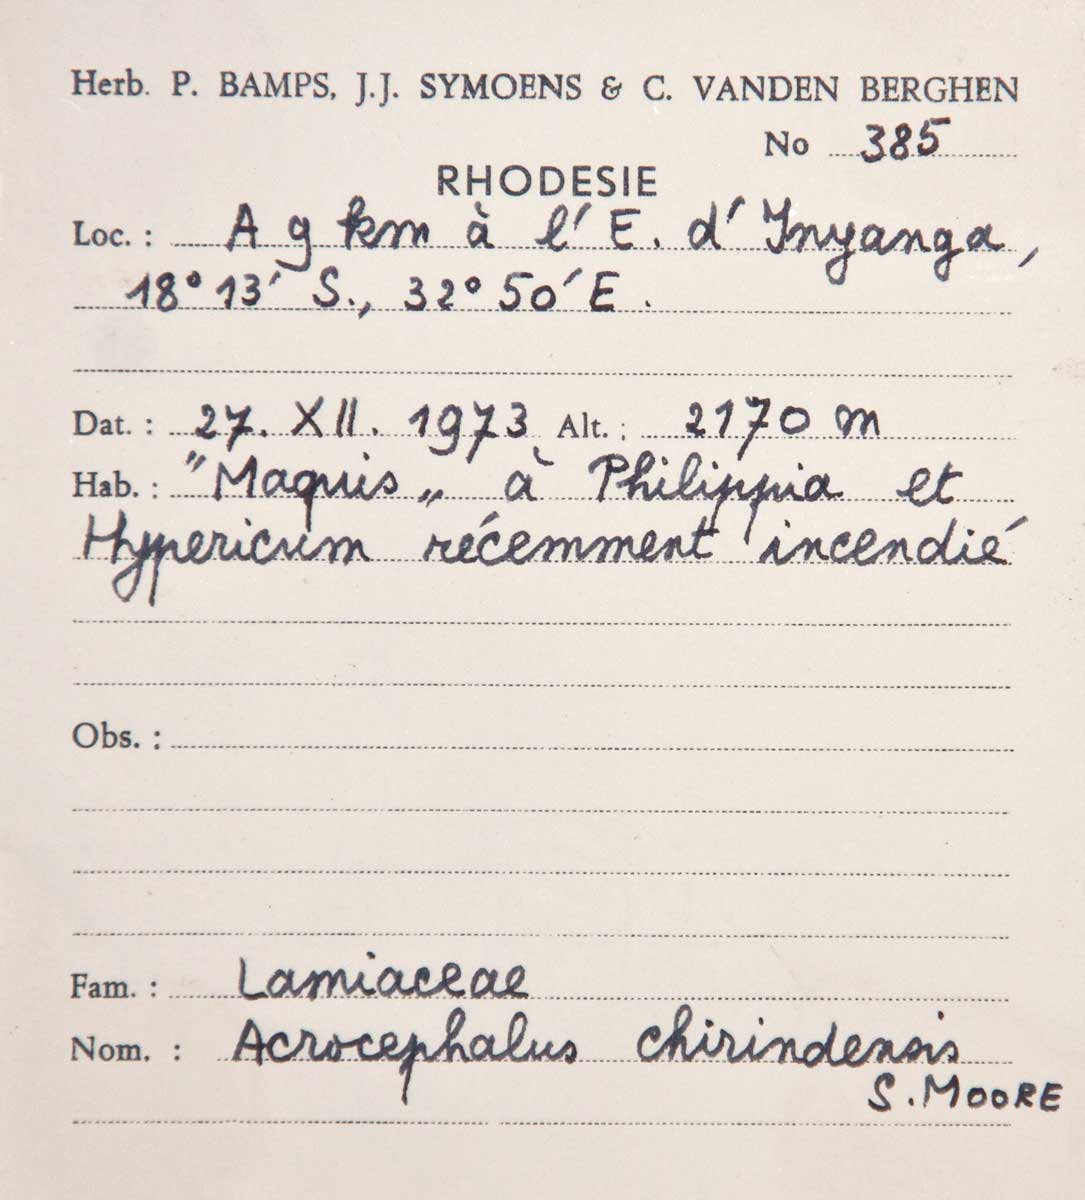 Herb. P. BAMPS, J.J. SYMOENS & C. VANDEN BERGHEN
No 385
RHODESIE
Loc. : A 9 km à l'E. d'Inyanga,
18° 13' S., 32° 50' E.
Dat. : 27. XII. 1973 Alt. : 2170 m
Hab. : "Maquis„ à Philippia et
Hypericum récemment incendié
Obs. :
Fam. : Lamiaceae
Nom. : Acrocephalus chirindensis
S. MOORE